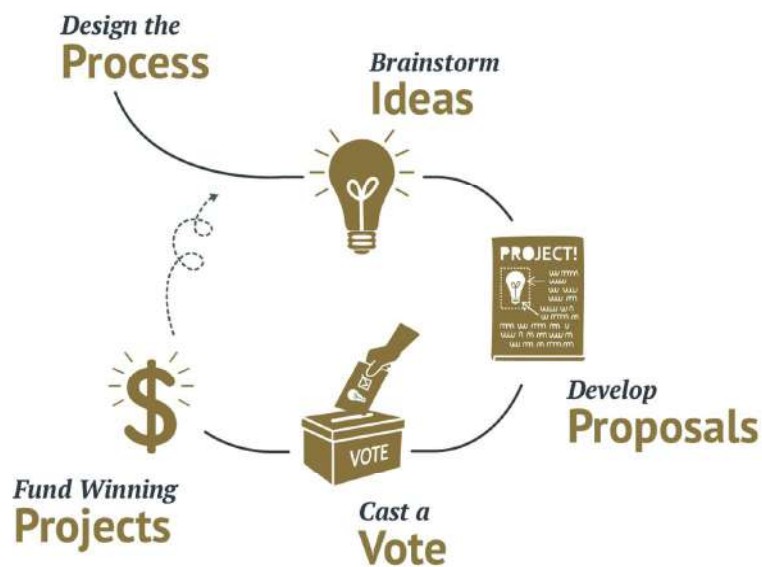 Design the
Process
Brainstorm
Ideas
PROJECT!
Develop
Proposals
VOTE
Cast a
Vote
Fund Winning
Projects